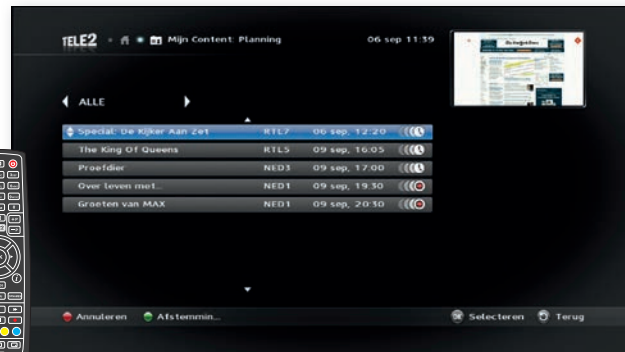 TELE2 Mijn Content: Planning 06 sep 11:39
ALLE
Special: De Kijker Aan Zet RTL7 06 sep, 12:20
The King Of Queens RTL5 09 sep, 16:05
Proefdier NED3 09 sep, 17:00
Over leven met... NED1 09 sep, 19:30
Groeten van MAX NED1 09 sep, 20:30
Annuleren Afstemmin... OK Selecteren Terug